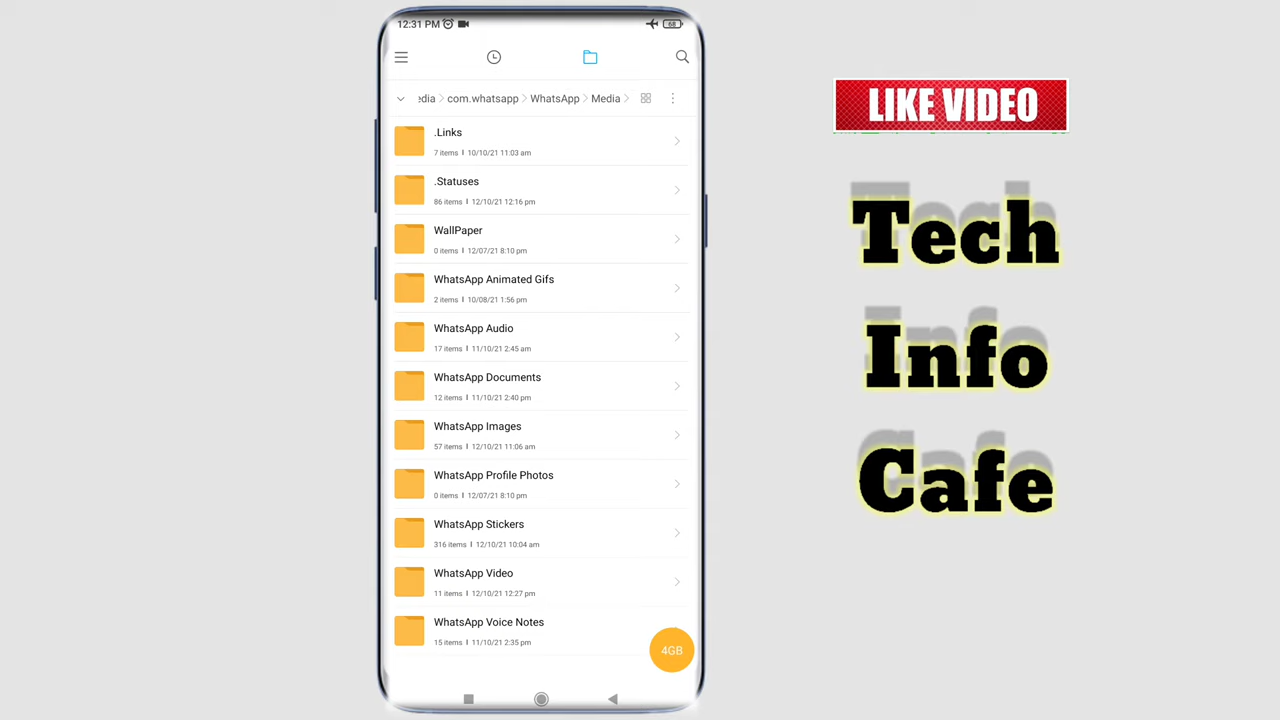 12:31 PM
68
edia > com.whatsapp > WhatsApp > Media >
.Links
7 items | 10/10/21 11:03 am
.Statuses
86 items | 12/10/21 12:16 pm
WallPaper
0 items | 12/07/21 8:10 pm
WhatsApp Animated Gifs
2 items | 10/08/21 1:56 pm
WhatsApp Audio
17 items | 11/10/21 2:45 am
WhatsApp Documents
12 items | 11/10/21 2:40 pm
WhatsApp Images
57 items | 12/10/21 11:06 am
WhatsApp Profile Photos
0 items | 12/07/21 8:10 pm
WhatsApp Stickers
316 items | 12/10/21 10:04 am
WhatsApp Video
11 items | 12/10/21 12:27 pm
WhatsApp Voice Notes
15 items | 11/10/21 2:35 pm
4GB
LIKE VIDEO
Tech
Info
Cafe